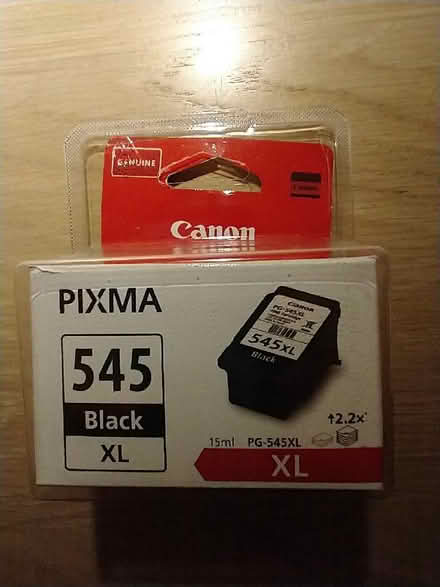 GENUINE
Canon
PIXMA
545
Black
XL
Canon
PG-545XL
545XL
Black
↑2.2x
15ml PG-545XL
XL